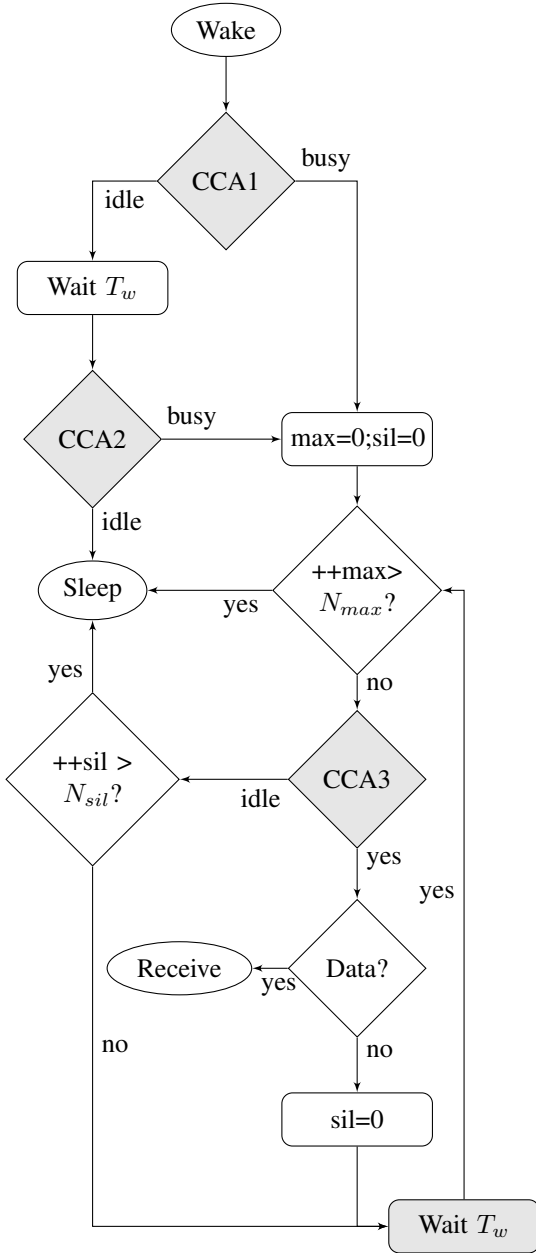 Wake
CCA1
busy
idle
Wait T_w
CCA2
busy
max=0;sil=0
idle
++max>
N_{max}?
Sleep
yes
no
yes
++sil >
N_{sil}?
idle
CCA3
yes
yes
Data?
Receive
yes
no
no
sil=0
Wait T_w